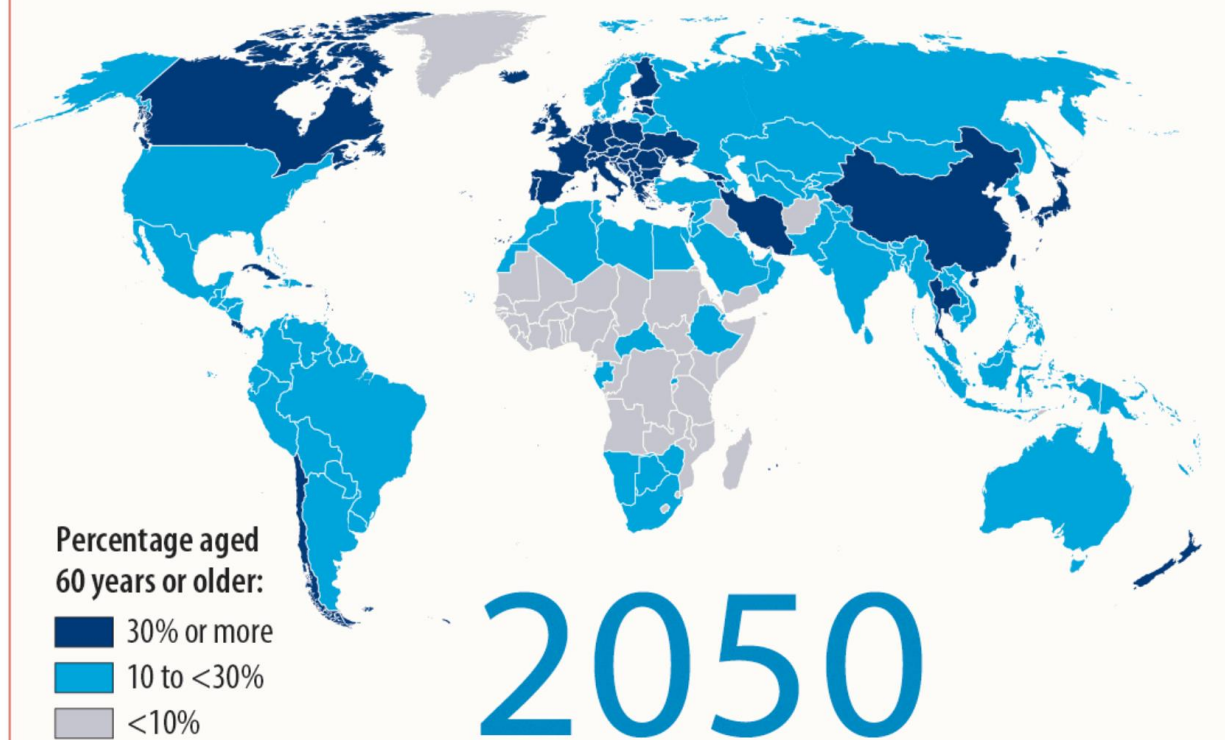 Percentage aged
60 years or older:
30% or more
10 to <30%
<10%
2050